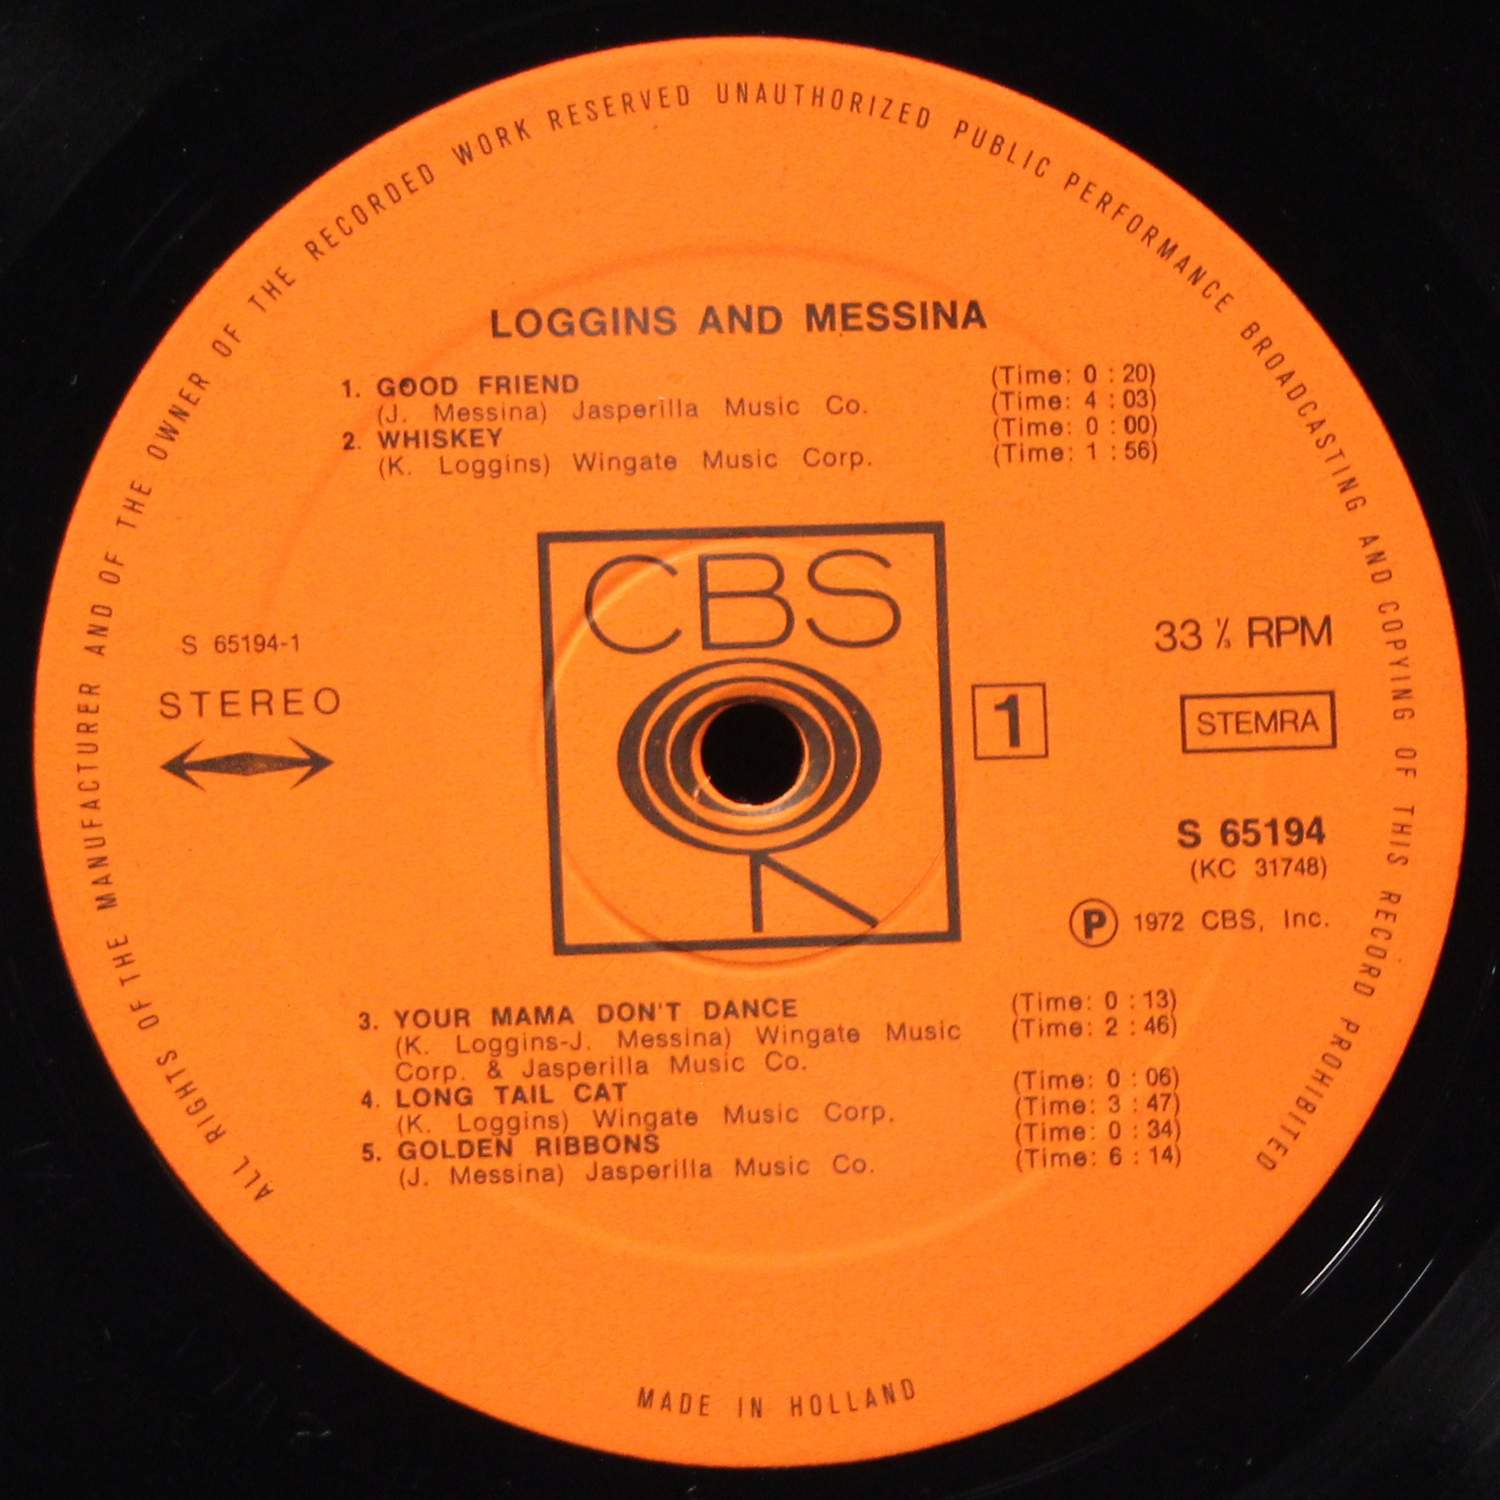 ALL RIGHTS OF THE MANUFACTURER AND OF THE OWNER OF THE RECORDED WORK RESERVED UNAUTHORIZED PUBLIC PERFORMANCE BROADCASTING AND COPYING OF THIS RECORD PROHIBITED
LOGGINS AND MESSINA
1. GOOD FRIEND (Time: 0 : 20)
(J. Messina) Jasperilla Music Co. (Time: 4 : 03)
2. WHISKEY (Time: 0 : 00)
(K. Loggins) Wingate Music Corp. (Time: 1 : 56)
CBS
S 65194-1
STEREO
1
33 ⅓ RPM
STEMRA
S 65194
(KC 31748)
Ⓟ 1972 CBS, Inc.
3. YOUR MAMA DON'T DANCE (Time: 0 : 13)
(K. Loggins-J. Messina) Wingate Music (Time: 2 : 46)
Corp. & Jasperilla Music Co.
4. LONG TAIL CAT (Time: 0 : 06)
(K. Loggins) Wingate Music Corp. (Time: 3 : 47)
5. GOLDEN RIBBONS (Time: 0 : 34)
(J. Messina) Jasperilla Music Co. (Time: 6 : 14)
MADE IN HOLLAND